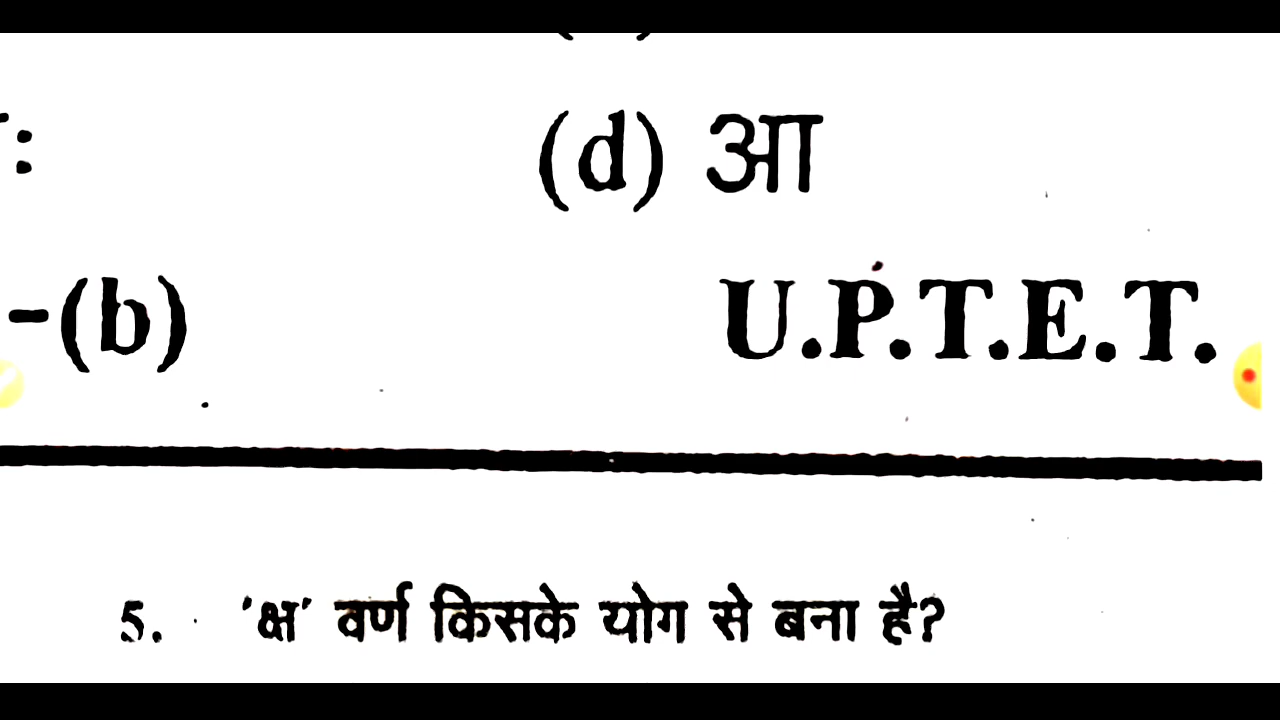 (d) आ
-(b) U.P.T.E.T.
5. 'क्ष' वर्ण किसके योग से बना है?